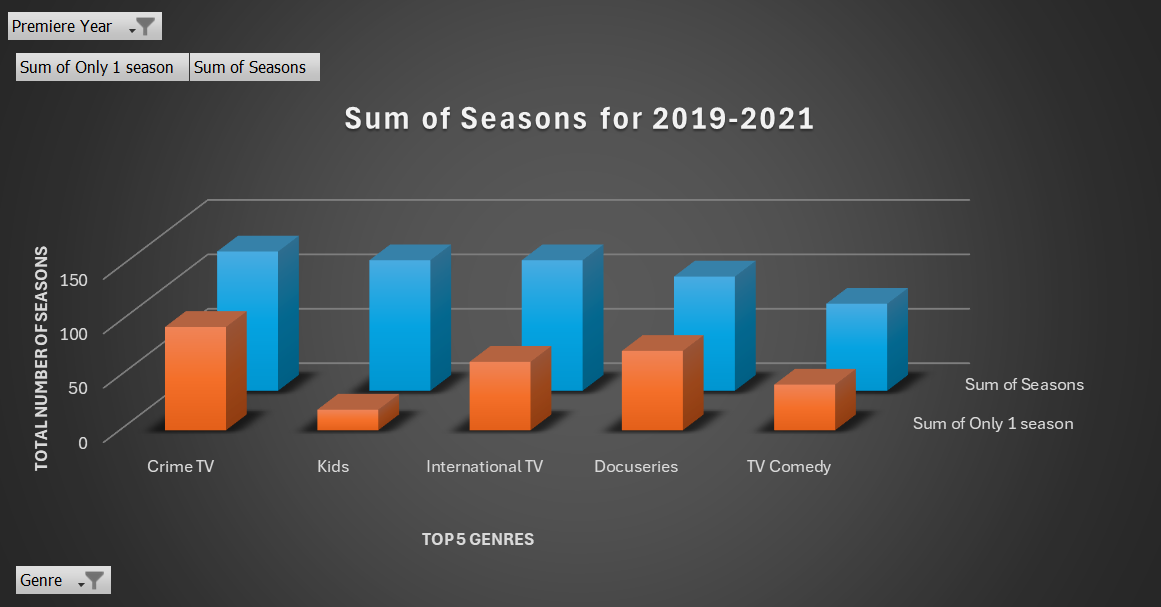 Premiere Year
Sum of Only 1 season Sum of Seasons
Sum of Seasons for 2019-2021
TOTAL NUMBER OF SEASONS
150
100
50
0
Sum of Seasons
Sum of Only 1 season
Crime TV Kids International TV Docuseries TV Comedy
TOP 5 GENRES
Genre